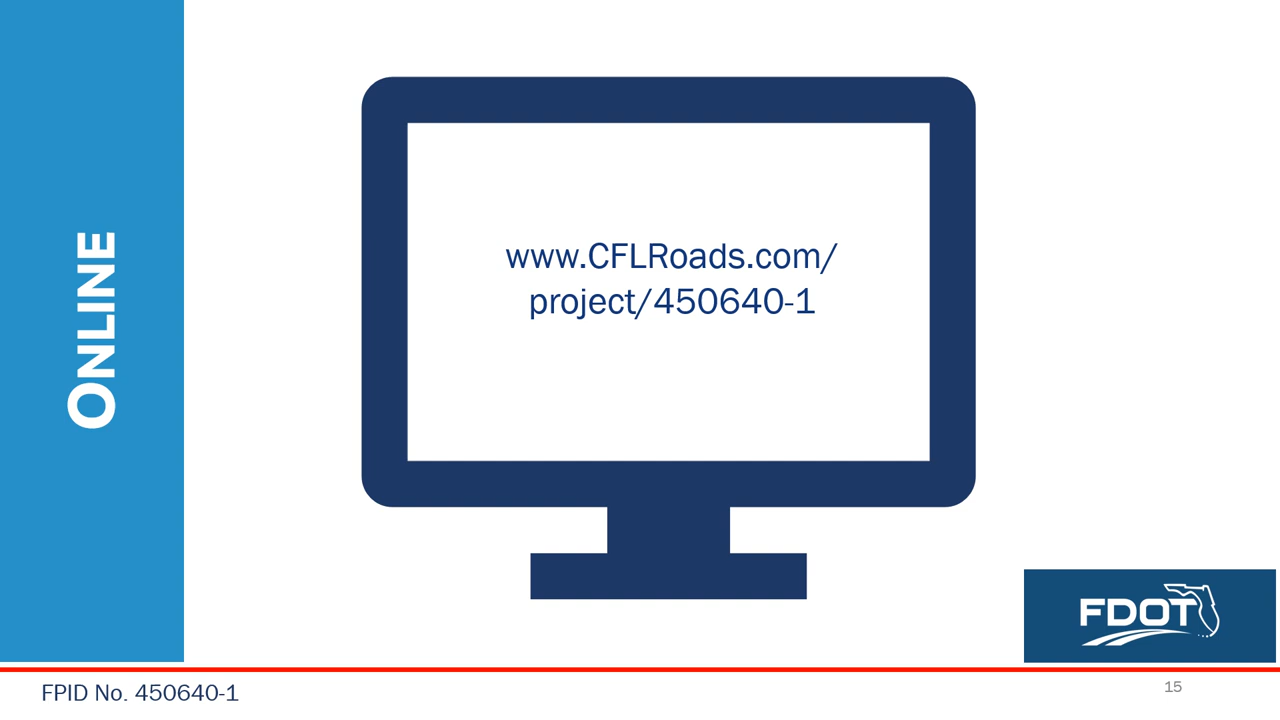 ONLINE
www.CFLRoads.com/
project/450640-1
FDOT
FPID No. 450640-1
15